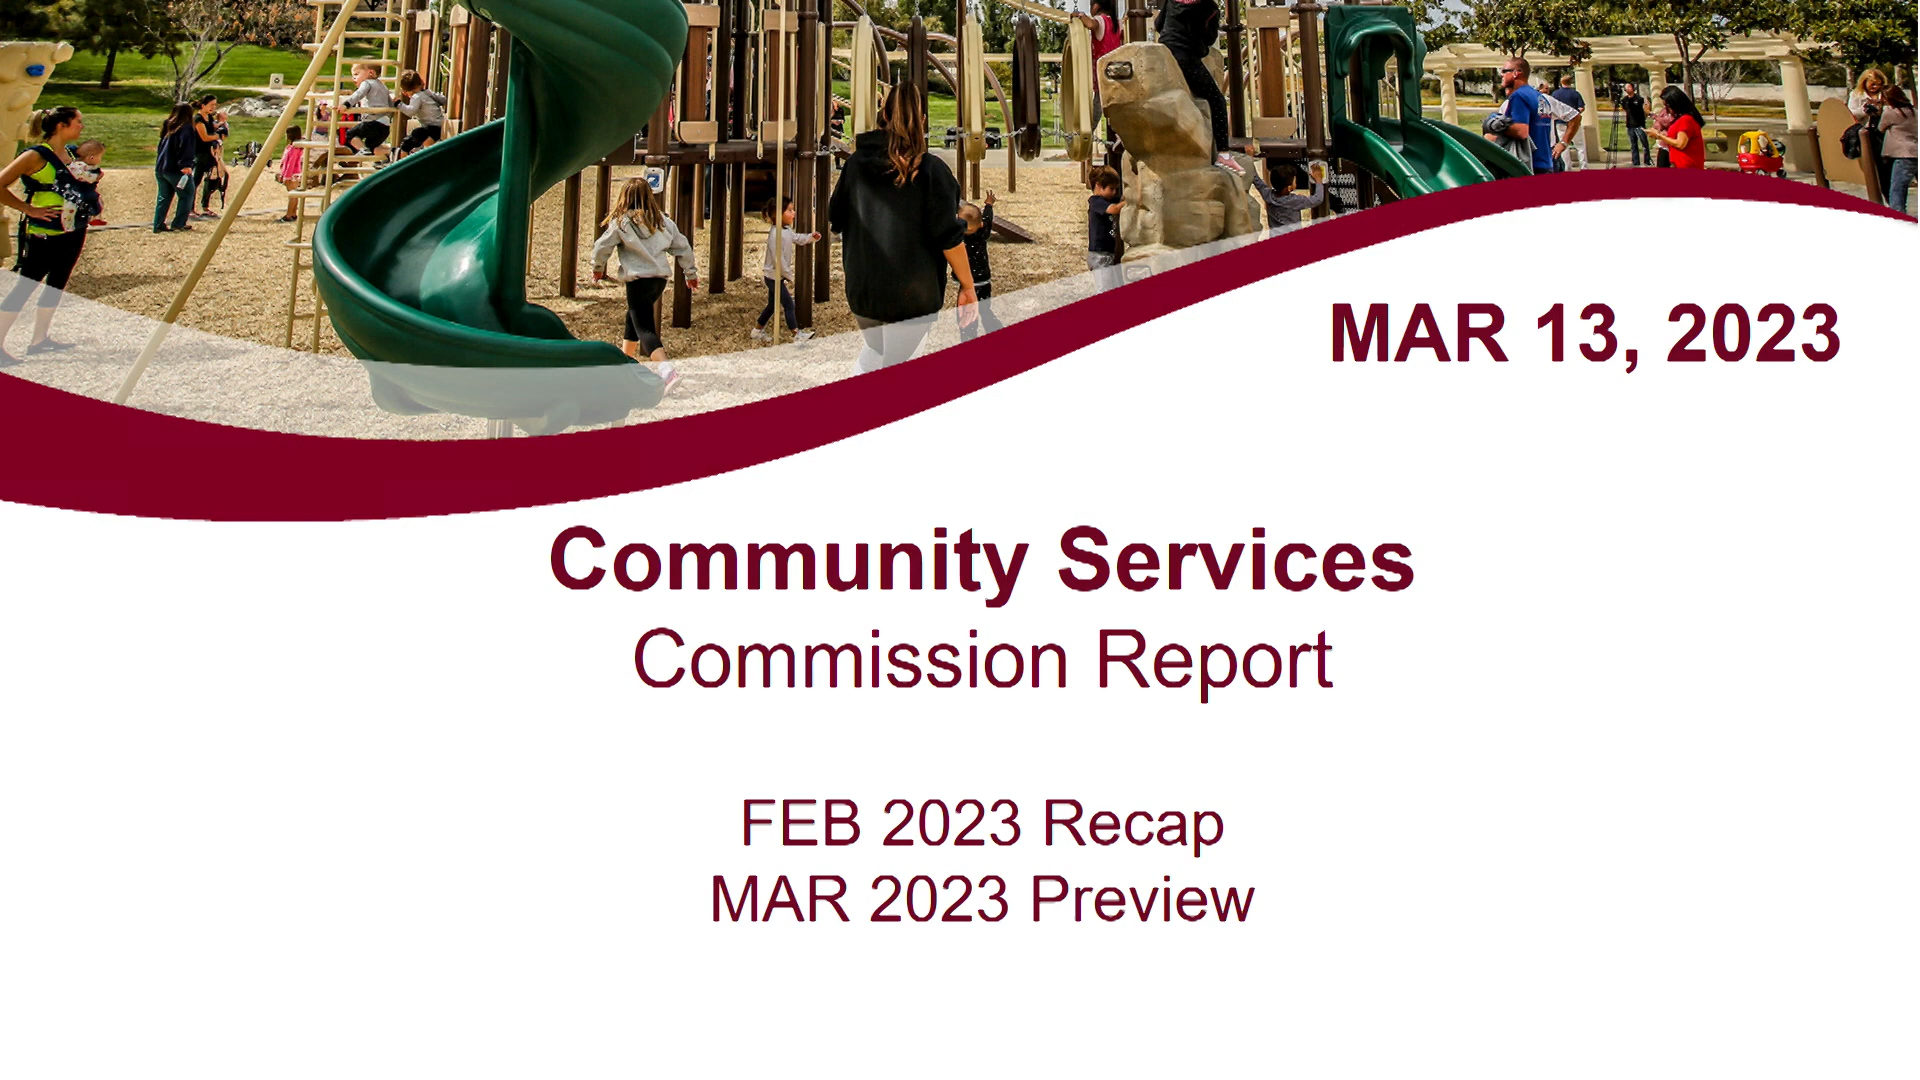 MAR 13, 2023
Community Services
Commission Report
FEB 2023 Recap
MAR 2023 Preview